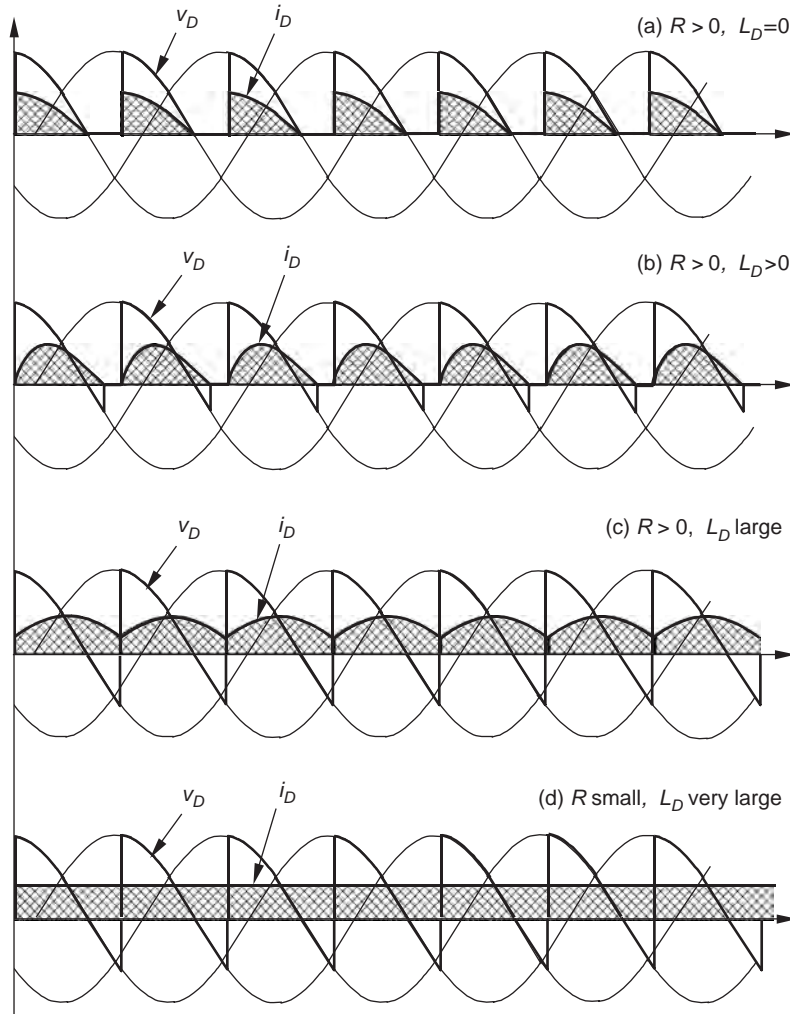 (a) R > 0, L_D=0
v_D
i_D
(b) R > 0, L_D>0
v_D
i_D
(c) R > 0, L_D large
v_D
i_D
(d) R small, L_D very large
v_D
i_D